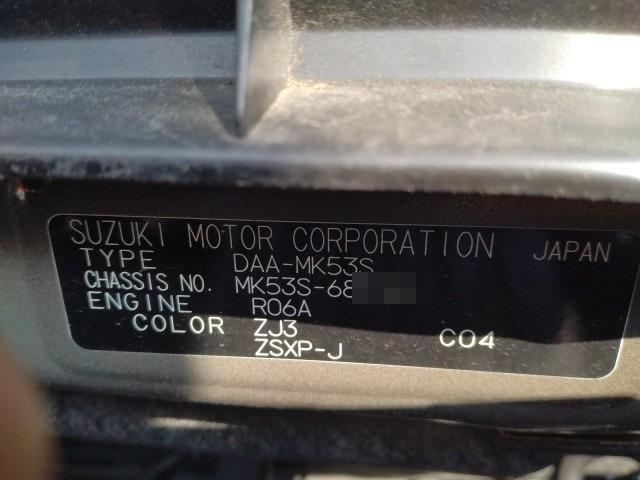 SUZUKI MOTOR CORPORATION JAPAN
TYPE DAA-MK53S
CHASSIS NO. MK53S-68
ENGINE R06A
COLOR ZJ3 C04
ZSXP-J